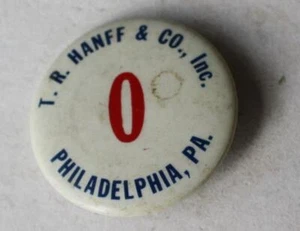 T. R. HANFF & CO., Inc.
0
PHILADELPHIA, PA.